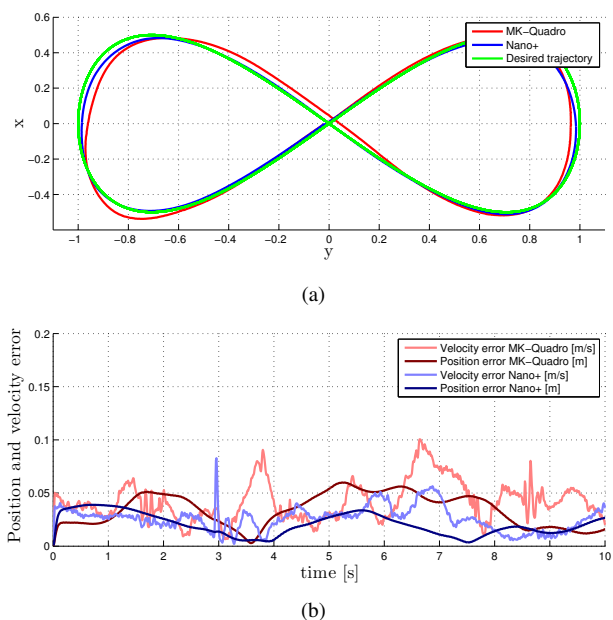 0.6
0.4
0.2
0
−0.2
−0.4
x
MK−Quadro
Nano+
Desired trajectory
−1 −0.8 −0.6 −0.4 −0.2 0 0.2 0.4 0.6 0.8 1
y
(a)
0.2
0.15
0.1
0.05
0
Position and velocity error
Velocity error MK−Quadro [m/s]
Position error MK−Quadro [m]
Velocity error Nano+ [m/s]
Position error Nano+ [m]
0 1 2 3 4 5 6 7 8 9 10
time [s]
(b)